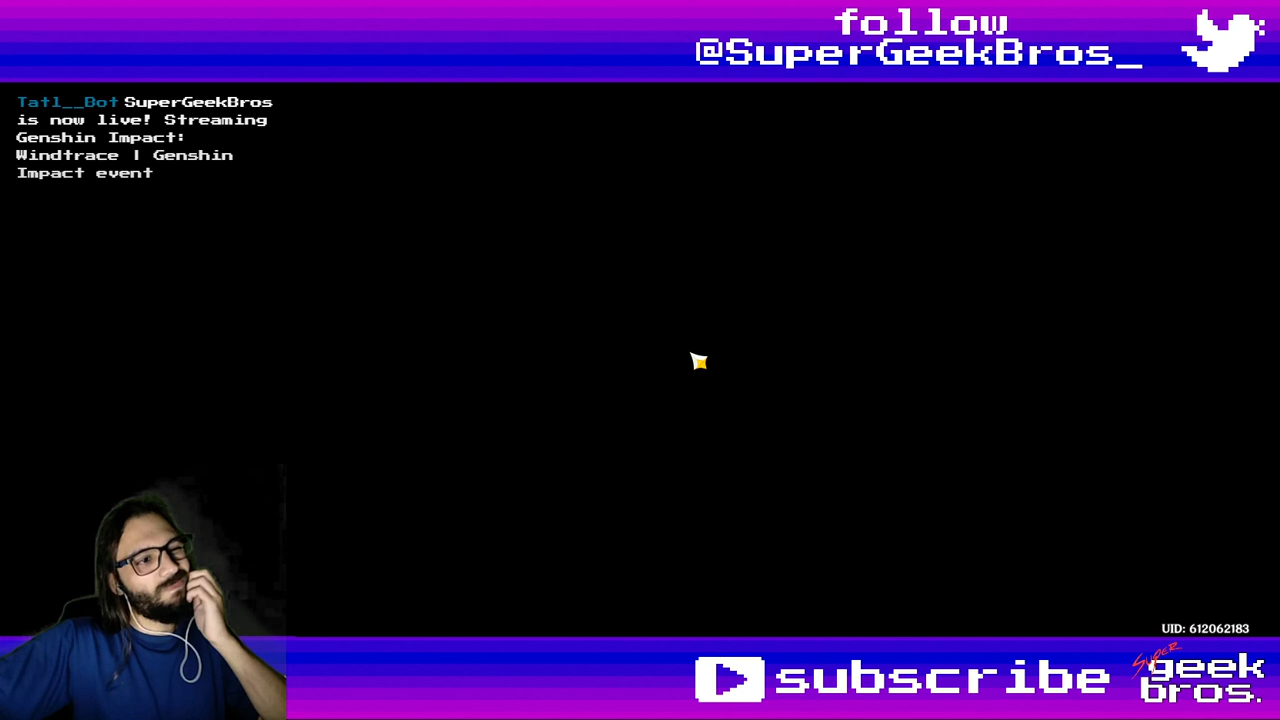 follow
@SuperGeekBros_
Tatl__Bot SuperGeekBros
is now live! Streaming
Genshin Impact:
Windtrace | Genshin
Impact event
UID: 612062183
subscribe
SUPER
geek
bros.